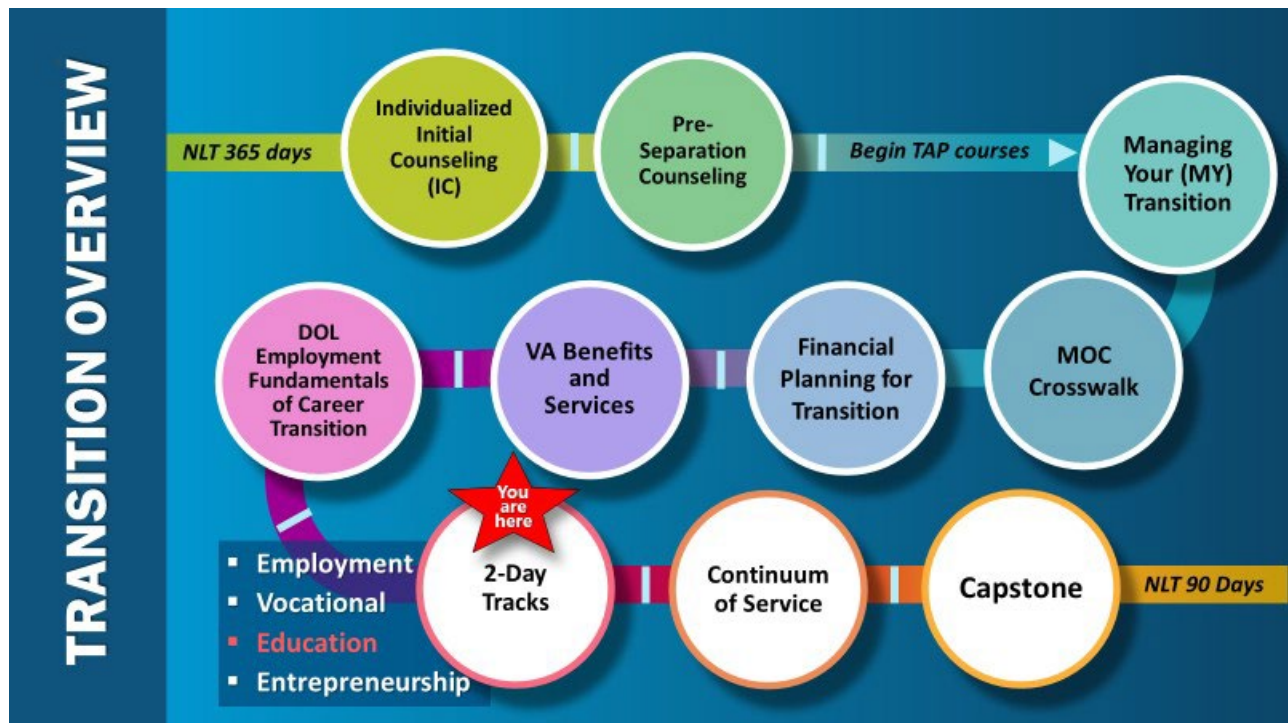 TRANSITION OVERVIEW
NLT 365 days
Individualized
Initial
Counseling
(IC)
Pre-
Separation
Counseling
Begin TAP courses
Managing
Your (MY)
Transition
DOL
Employment
Fundamentals
of Career
Transition
VA Benefits
and
Services
Financial
Planning for
Transition
MOC
Crosswalk
▪ Employment
▪ Vocational
▪ Education
▪ Entrepreneurship
You
are
here
2-Day
Tracks
Continuum
of Service
Capstone
NLT 90 Days